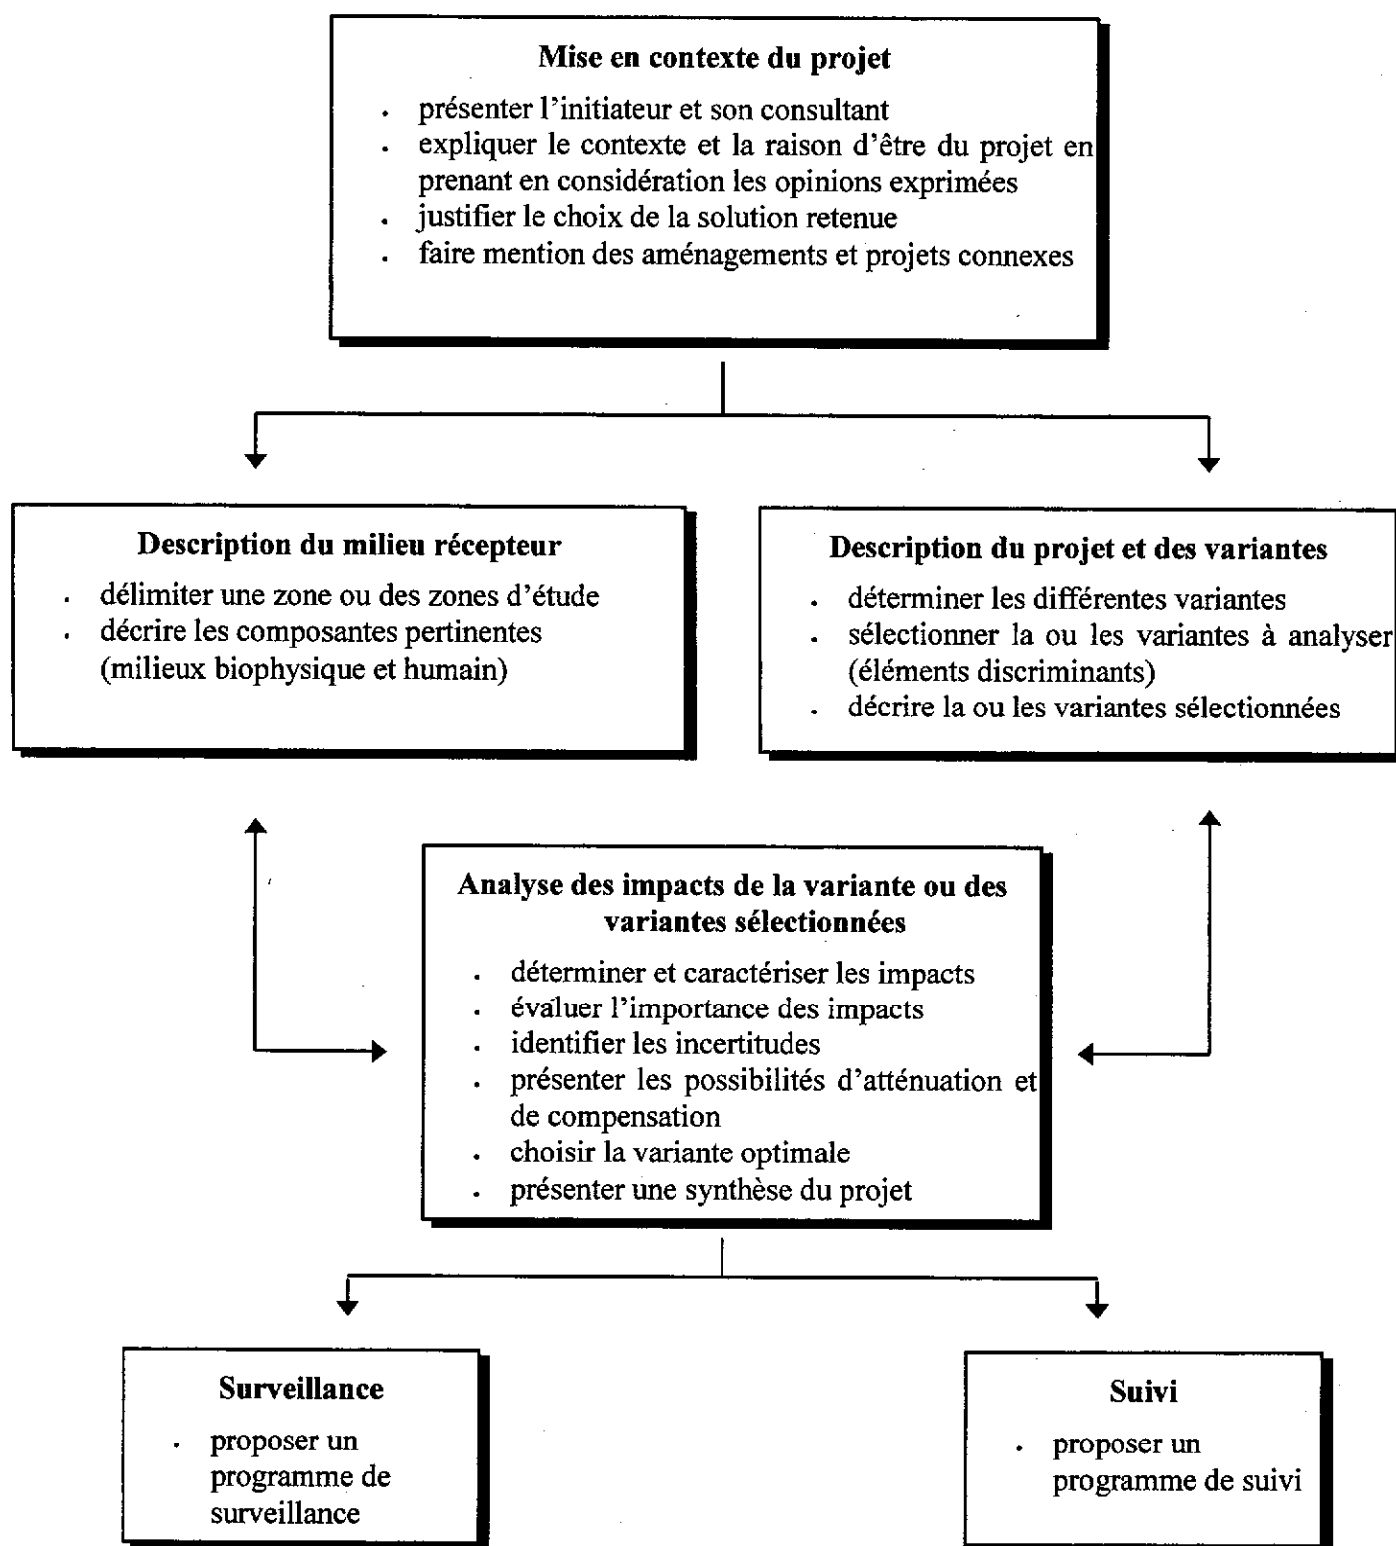 Mise en contexte du projet
. présenter l'initiateur et son consultant
. expliquer le contexte et la raison d'être du projet en
prenant en considération les opinions exprimées
. justifier le choix de la solution retenue
. faire mention des aménagements et projets connexes
Description du milieu récepteur
. délimiter une zone ou des zones d'étude
. décrire les composantes pertinentes
(milieux biophysique et humain)
Description du projet et des variantes
. déterminer les différentes variantes
. sélectionner la ou les variantes à analyser
(éléments discriminants)
. décrire la ou les variantes sélectionnées
Analyse des impacts de la variante ou des
variantes sélectionnées
. déterminer et caractériser les impacts
. évaluer l'importance des impacts
. identifier les incertitudes
. présenter les possibilités d'atténuation et
de compensation
. choisir la variante optimale
. présenter une synthèse du projet
Surveillance
. proposer un
programme de
surveillance
Suivi
. proposer un
programme de suivi